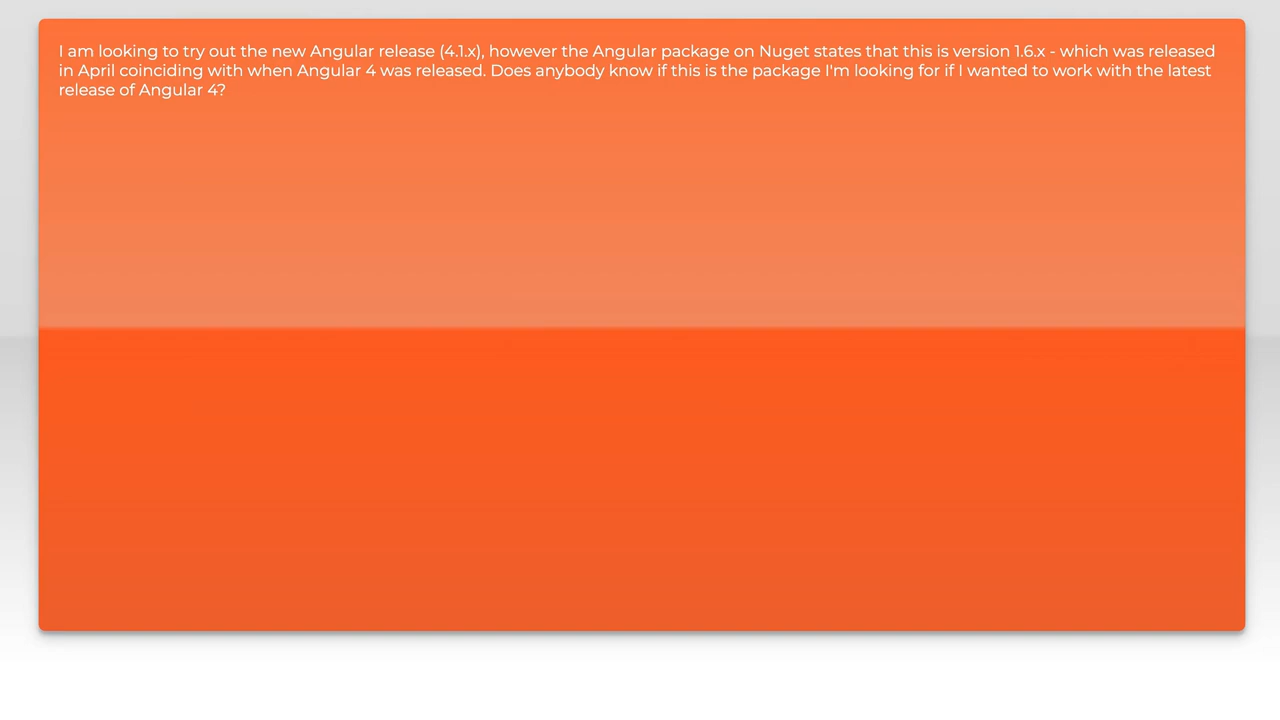 I am looking to try out the new Angular release (4.1.x), however the Angular package on Nuget states that this is version 1.6.x - which was released
in April coinciding with when Angular 4 was released. Does anybody know if this is the package I'm looking for if I wanted to work with the latest
release of Angular 4?